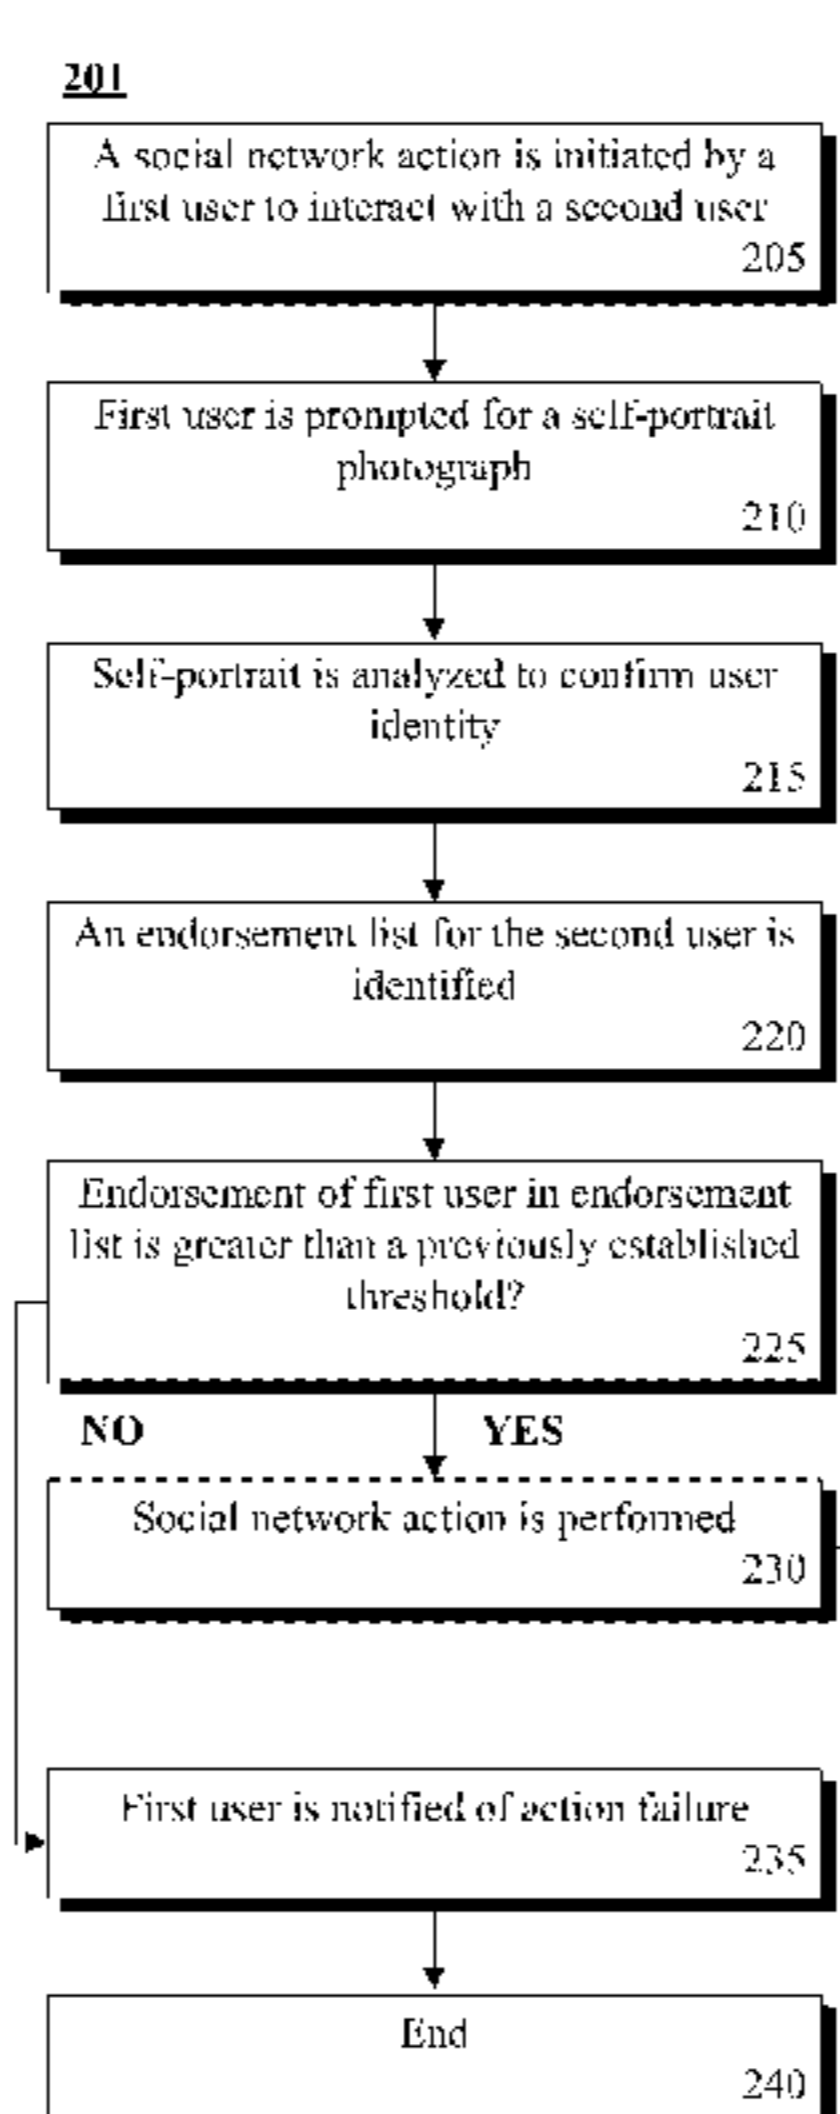 201
A social network action is initiated by a
first user to interact with a second user
205
First user is prompted for a self-portrait
photograph
210
Self-portrait is analyzed to confirm user
identity
215
An endorsement list for the second user is
identified
220
Endorsement of first user in endorsement
list is greater than a previously established
threshold?
225
NO YES
Social network action is performed
230
First user is notified of action failure
235
End
240